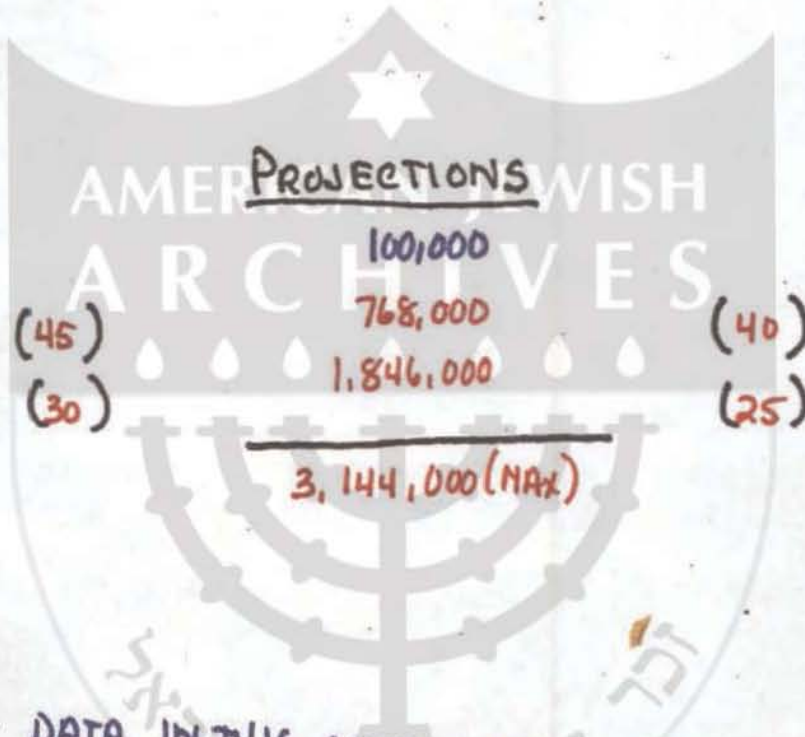 AMERICAN JEWISH
PROJECTIONS
ARCHIVES
100,000
(45) 768,000 (40)
(30) 1,846,000 (25)
3,144,000 (MAX)
DATA IN THIS
זכר